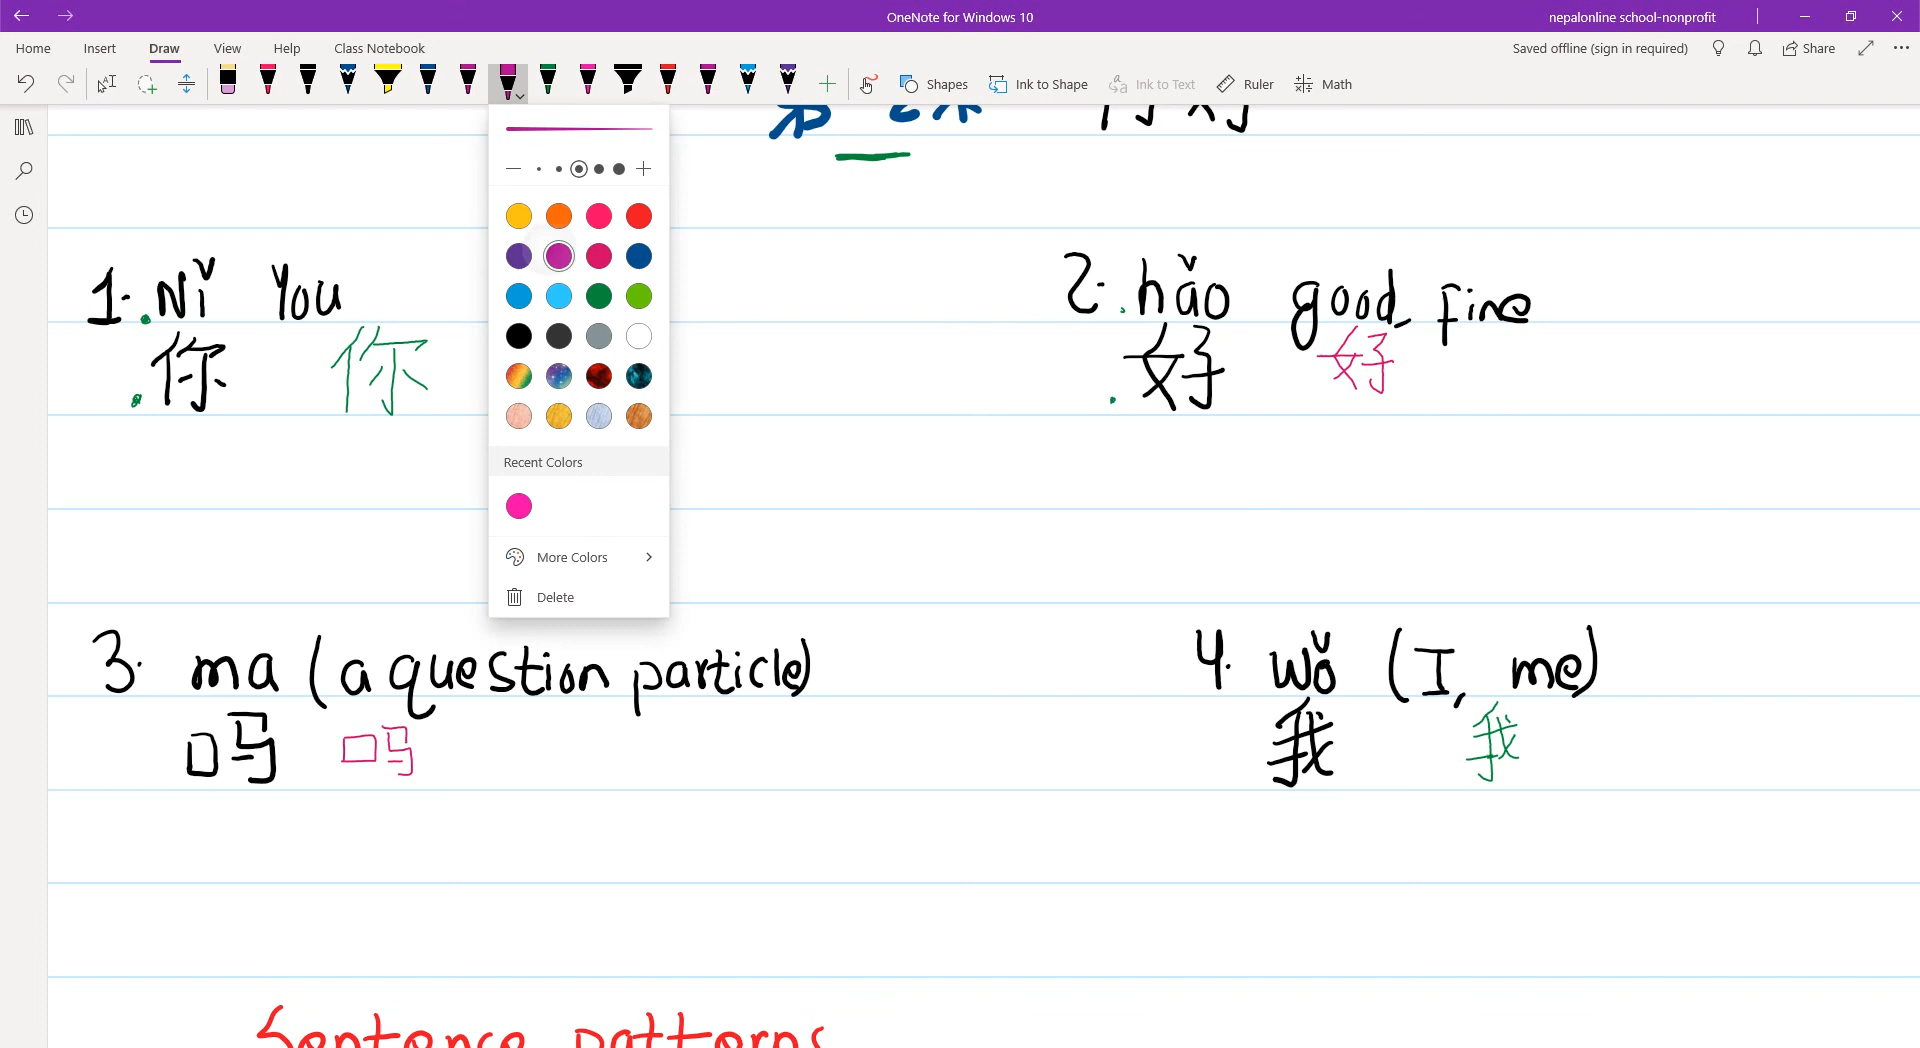 OneNote for Windows 10
nepalonline school-nonprofit
Home Insert Draw View Help Class Notebook
Saved offline (sign in required) Share
Shapes Ink to Shape Ink to Text Ruler Math
Recent Colors
More Colors
Delete
1. Nǐ You
你 你
2. hǎo good, fine
好 好
3. ma (a question particle)
吗 吗
4. wǒ (I, me)
我 我
Sentence patterns